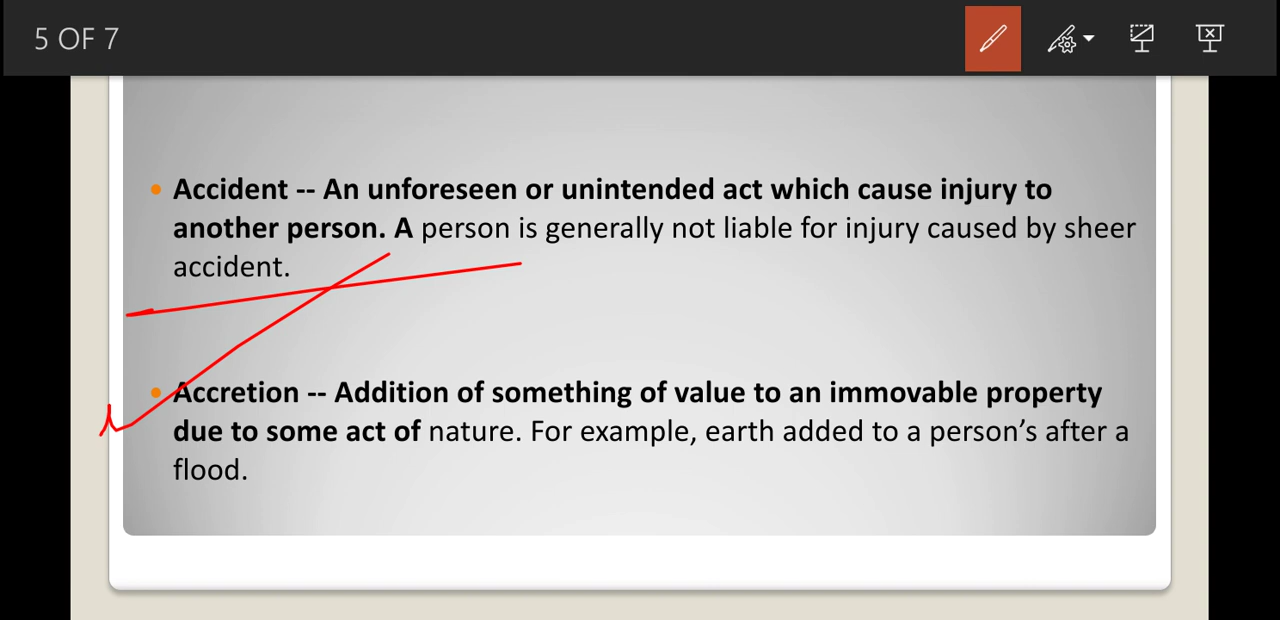 5 OF 7
Accident -- An unforeseen or unintended act which cause injury to
another person. A person is generally not liable for injury caused by sheer
accident.
Accretion -- Addition of something of value to an immovable property
due to some act of nature. For example, earth added to a person’s after a
flood.